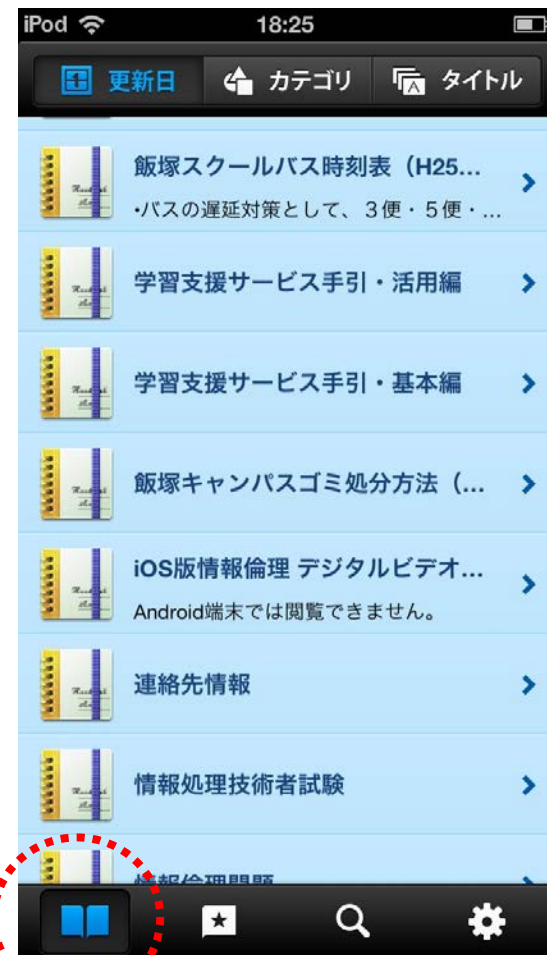 iPod 18:25
更新日 カテゴリ タイトル
飯塚スクールバス時刻表（H25...
・バスの遅延対策として、３便・５便・...
学習支援サービス手引・活用編
学習支援サービス手引・基本編
飯塚キャンパスゴミ処分方法（...
iOS版情報倫理 デジタルビデオ...
Android端末では閲覧できません。
連絡先情報
情報処理技術者試験
情報倫理問題